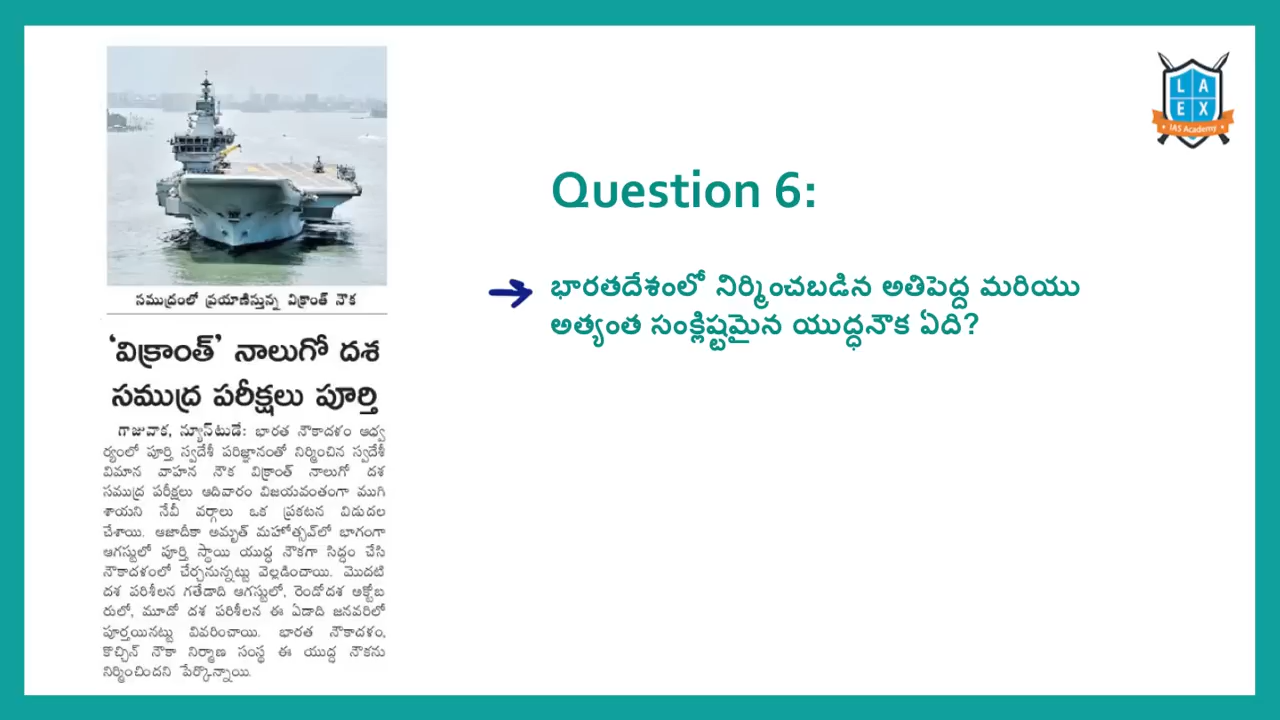 సముద్రంలో ప్రయాణిస్తున్న విక్రాంత్ నౌక
'విక్రాంత్' నాలుగో దశ
సముద్ర పరీక్షలు పూర్తి
గాజువాక, న్యూస్‌టుడే: భారత నౌకాదళం ఆధ్వ
ర్యంలో పూర్తి స్వదేశీ పరిజ్ఞానంతో నిర్మించిన స్వదేశీ
విమాన వాహన నౌక విక్రాంత్ నాలుగో దశ
సముద్ర పరీక్షలు ఆదివారం విజయవంతంగా ముగి
శాయని నేవీ వర్గాలు ఒక ప్రకటన విడుదల
చేశాయి. ఆజాదీకా అమృత్ మహోత్సవ్‌లో భాగంగా
ఆగస్టులో పూర్తి స్థాయి యుద్ధ నౌకగా సిద్ధం చేసి
నౌకాదళంలో చేర్చనున్నట్టు వెల్లడించాయి. మొదటి
దశ పరిశీలన గతేడాది ఆగస్టులో, రెండోదశ అక్టోబ
రులో, మూడో దశ పరిశీలన ఈ ఏడాది జనవరిలో
పూర్తయినట్టు వివరించాయి. భారత నౌకాదళం,
కొచ్చిన్ నౌకా నిర్మాణ సంస్థ ఈ యుద్ధ నౌకను
నిర్మించిందని పేర్కొన్నాయి.
Question 6:
భారతదేశంలో నిర్మించబడిన అతిపెద్ద మరియు
అత్యంత సంక్లిష్టమైన యుద్ధనౌక ఏది?
L A
E X
IAS Academy